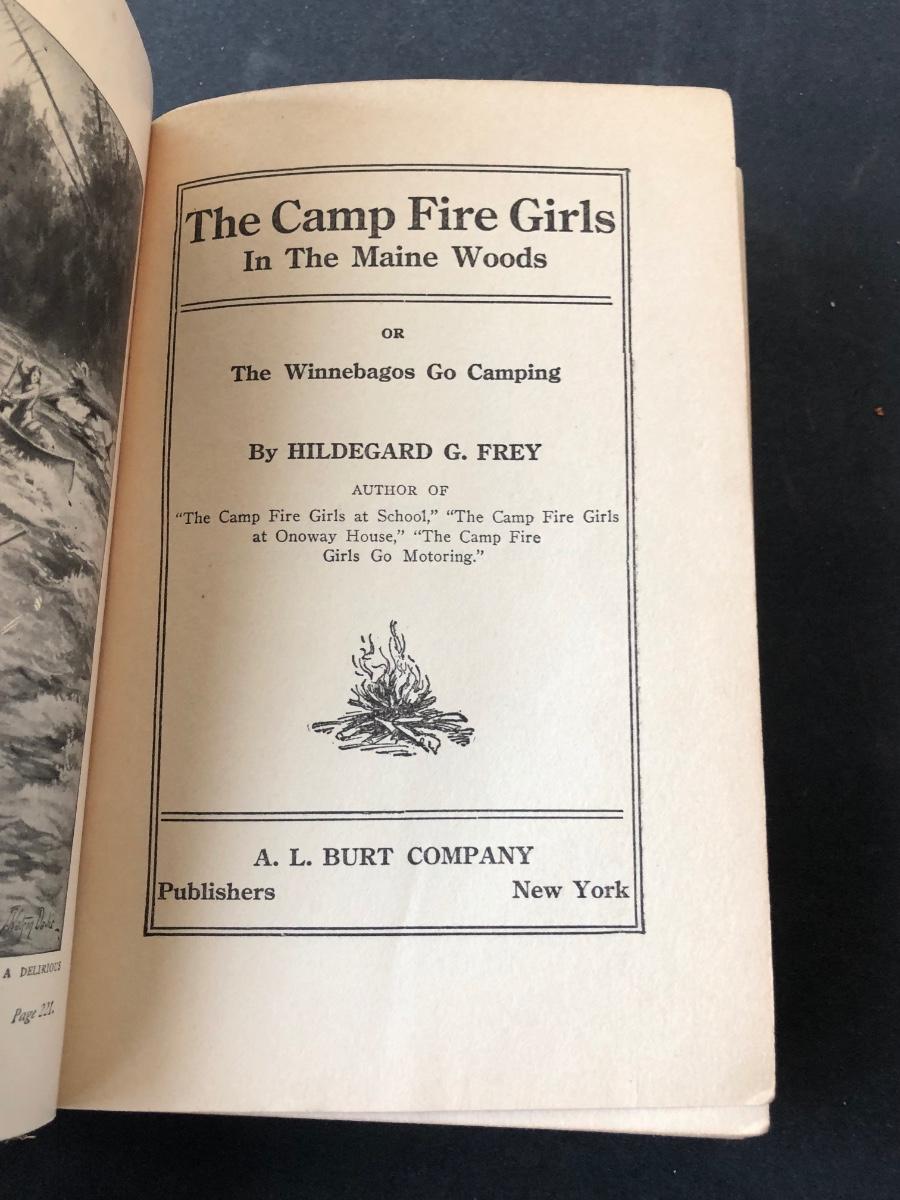 The Camp Fire Girls
In The Maine Woods
OR
The Winnebagos Go Camping
By HILDEGARD G. FREY
AUTHOR OF
“The Camp Fire Girls at School,” “The Camp Fire Girls
at Onoway House,” “The Camp Fire
Girls Go Motoring.”
A. L. BURT COMPANY
Publishers New York
A DELIRIOUS
Page 221.